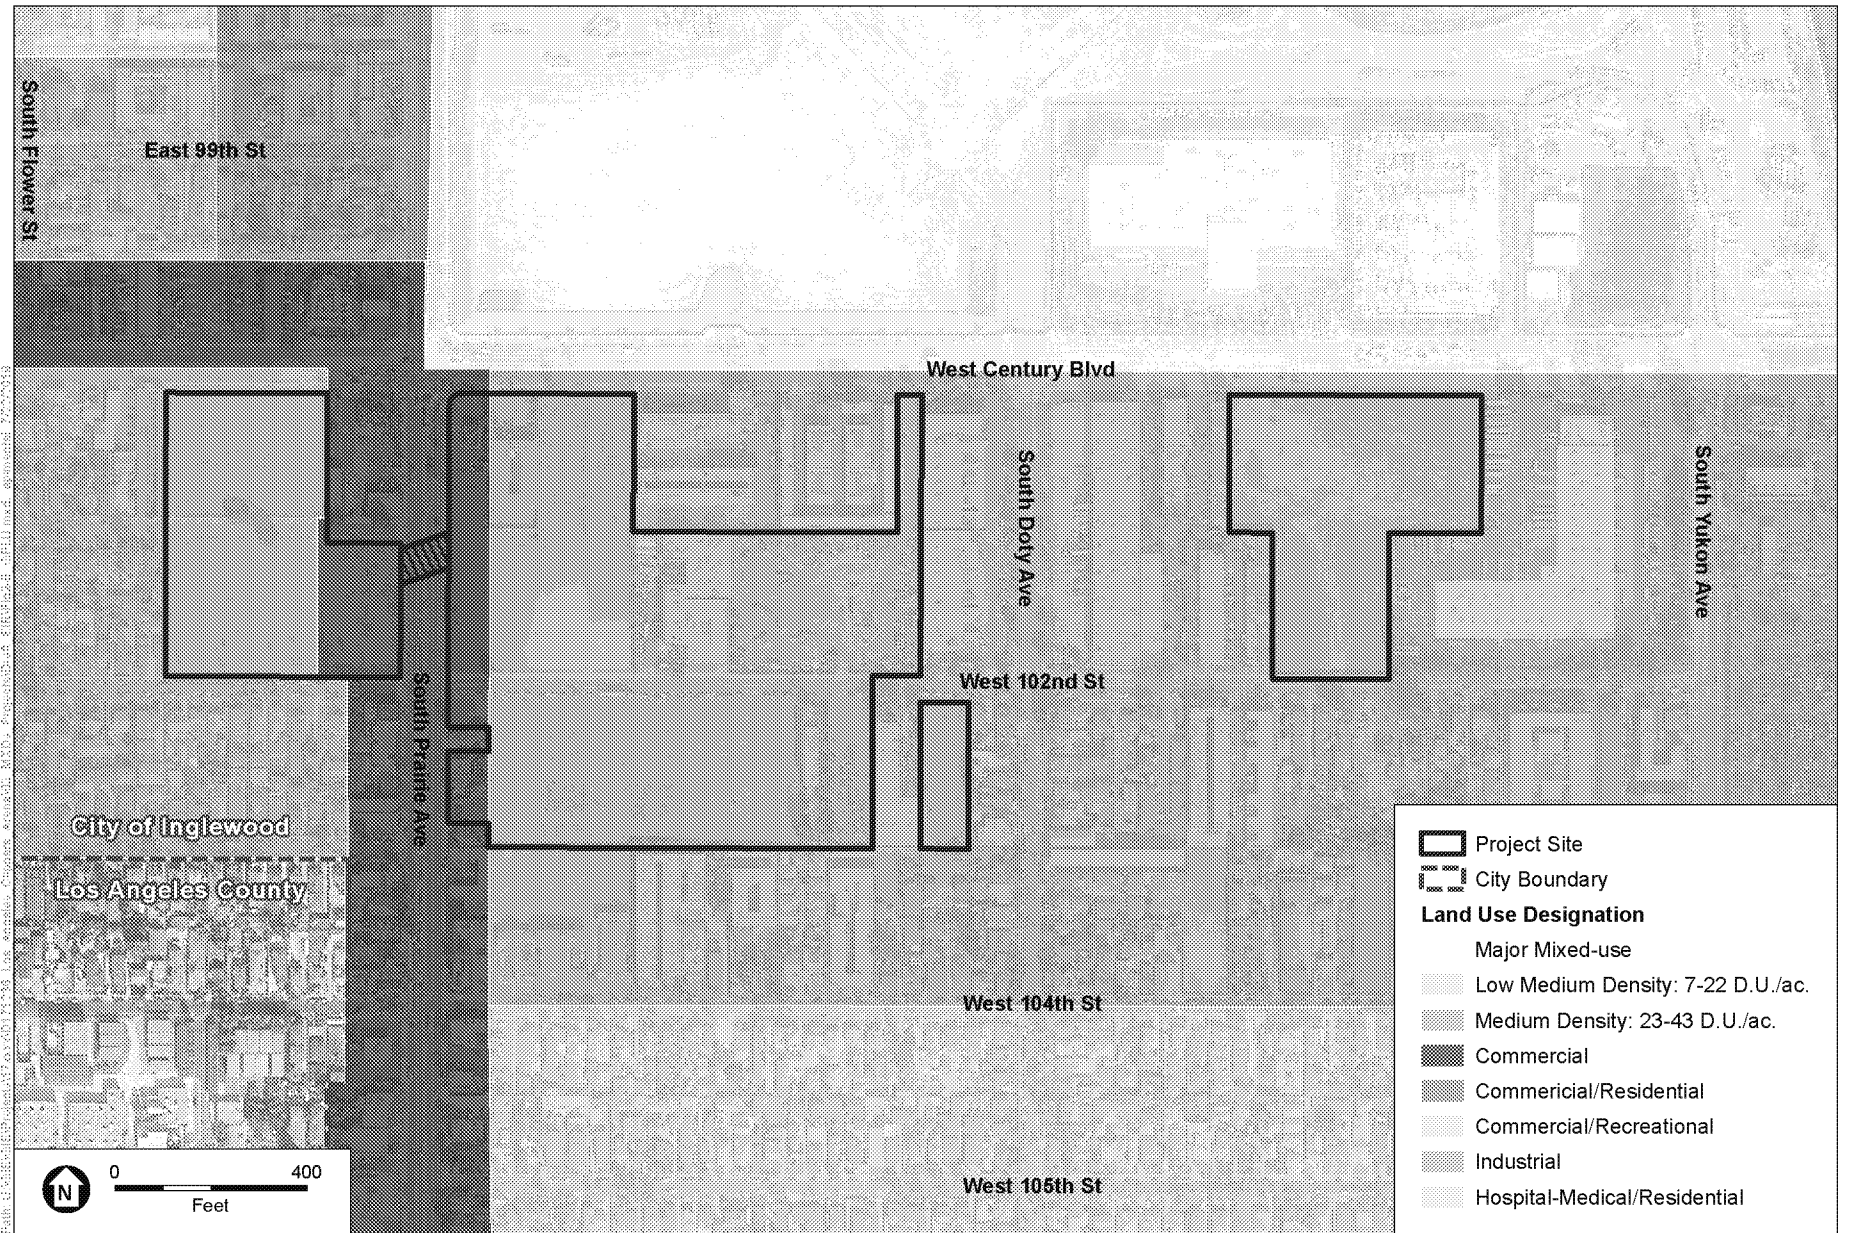 South Flower St
East 99th St
West Century Blvd
South Doty Ave
South Yukon Ave
West 102nd St
South Prairie Ave
City of Inglewood
Los Angeles County
West 104th St
West 105th St
Project Site
City Boundary
Land Use Designation
Major Mixed-use
Low Medium Density: 7-22 D.U./ac.
Medium Density: 23-43 D.U./ac.
Commercial
Commericial/Residential
Commercial/Recreational
Industrial
Hospital-Medical/Residential
N
0 400
Feet